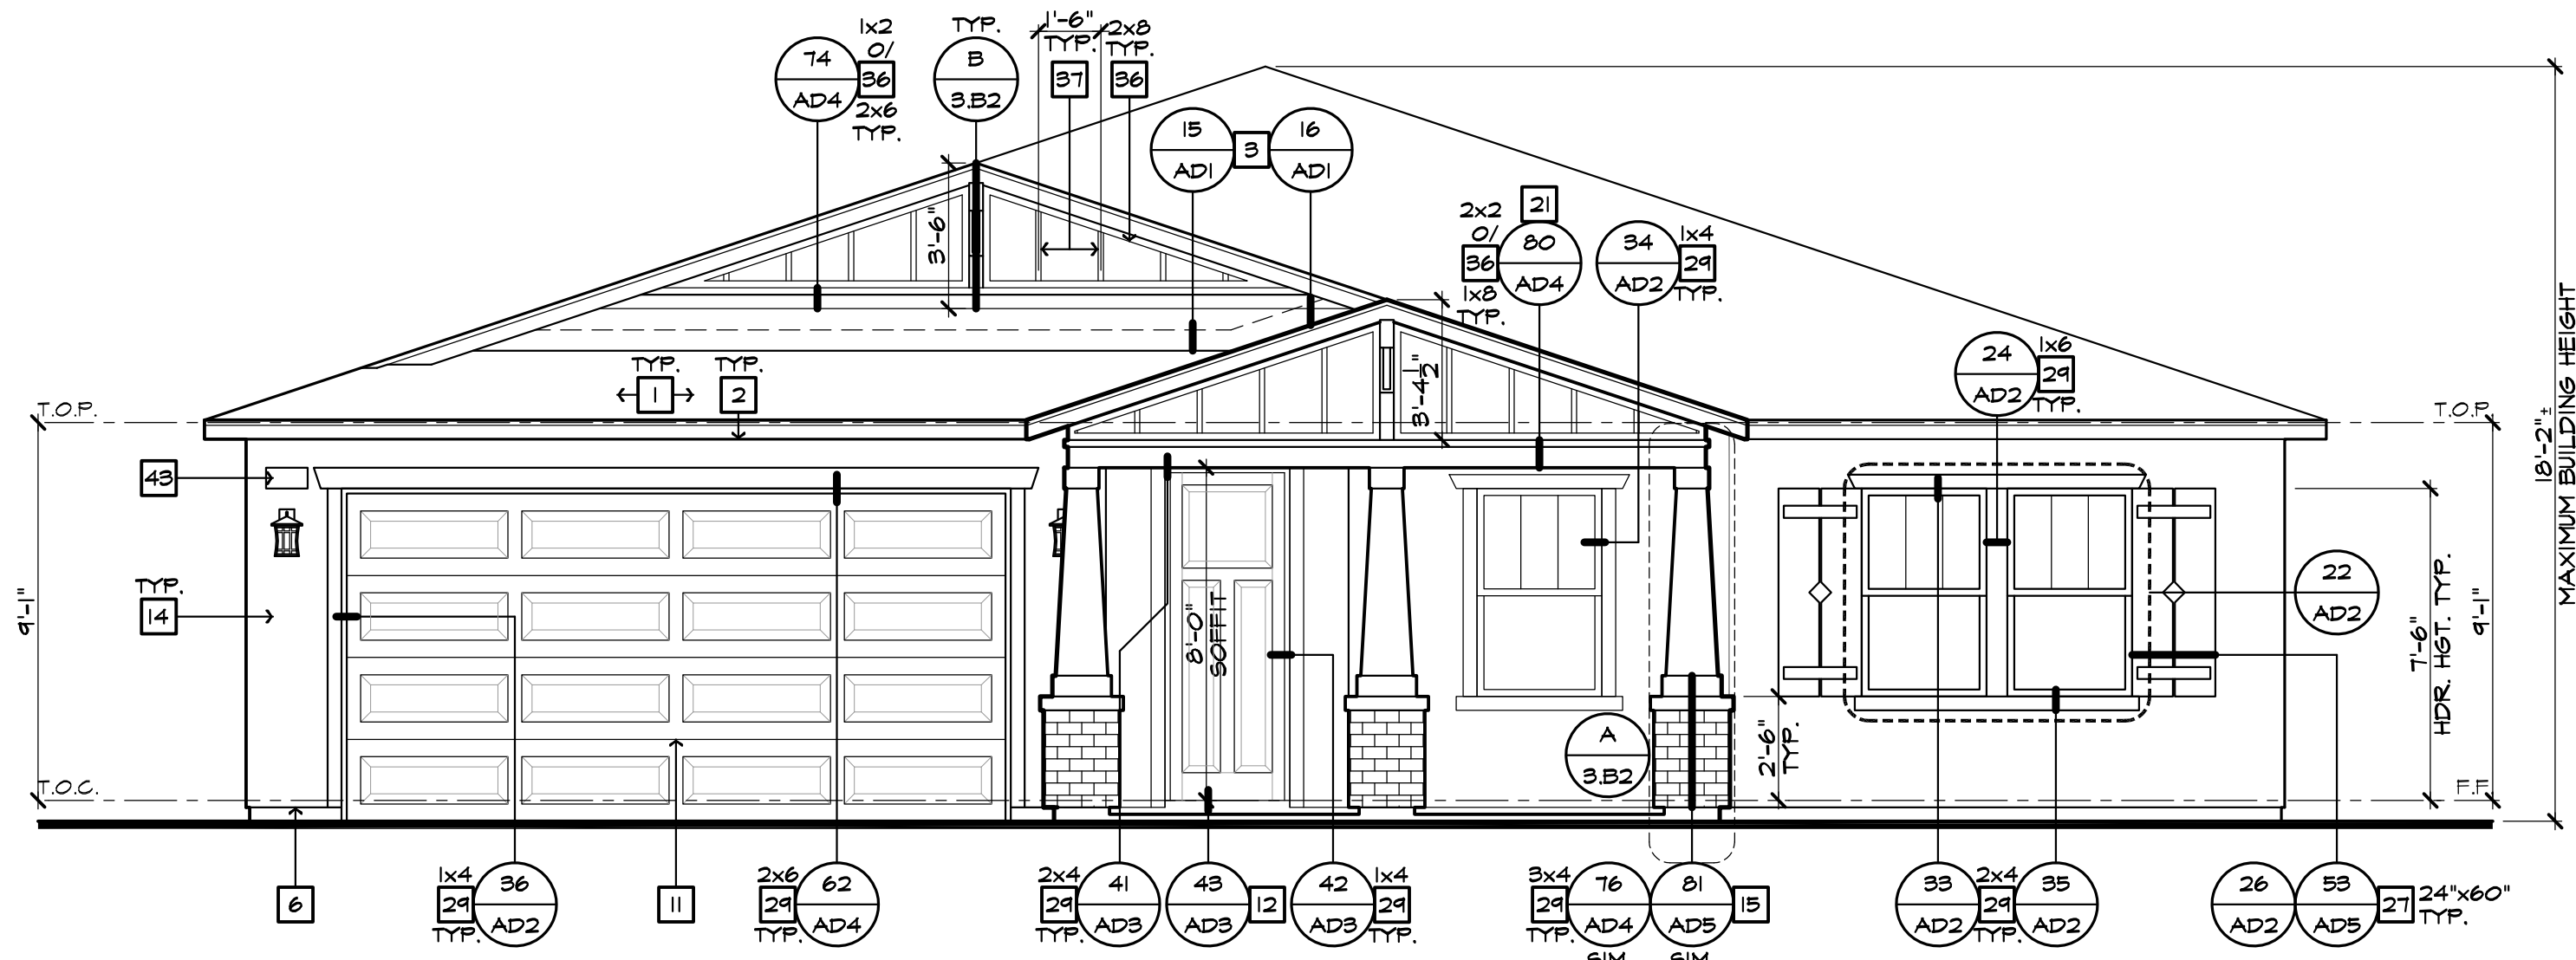 74
AD4
1x2
O/
36
2x6
TYP.
TYP.
B
3.B2
1'-6"
TYP.
37
2x8
TYP.
36
15
AD1
3
16
AD1
3'-6"
2x2
O/
36
1x8
TYP.
21
80
AD4
34
AD2
1x4
29
TYP.
24
AD2
1x6
29
TYP.
TYP.
1
TYP.
2
3'-4 1/2"
T.O.P.
T.O.P.
18'-2"±
MAXIMUM BUILDING HEIGHT
43
TYP.
14
9'-1"
8'-0"
SOFFIT
22
AD2
7'-6"
HDR. HGT. TYP.
9'-1"
A
3.B2
2'-6"
TYP.
T.O.C.
F.F.
6
1x4
29
TYP.
36
AD2
11
2x6
29
TYP.
62
AD4
2x4
29
TYP.
41
AD3
43
AD3
12
42
AD3
1x4
29
TYP.
3x4
29
TYP.
76
AD4
SIM.
81
AD5
SIM.
15
33
AD2
2x4
29
TYP.
35
AD2
26
AD2
53
AD5
27
24"x60"
TYP.